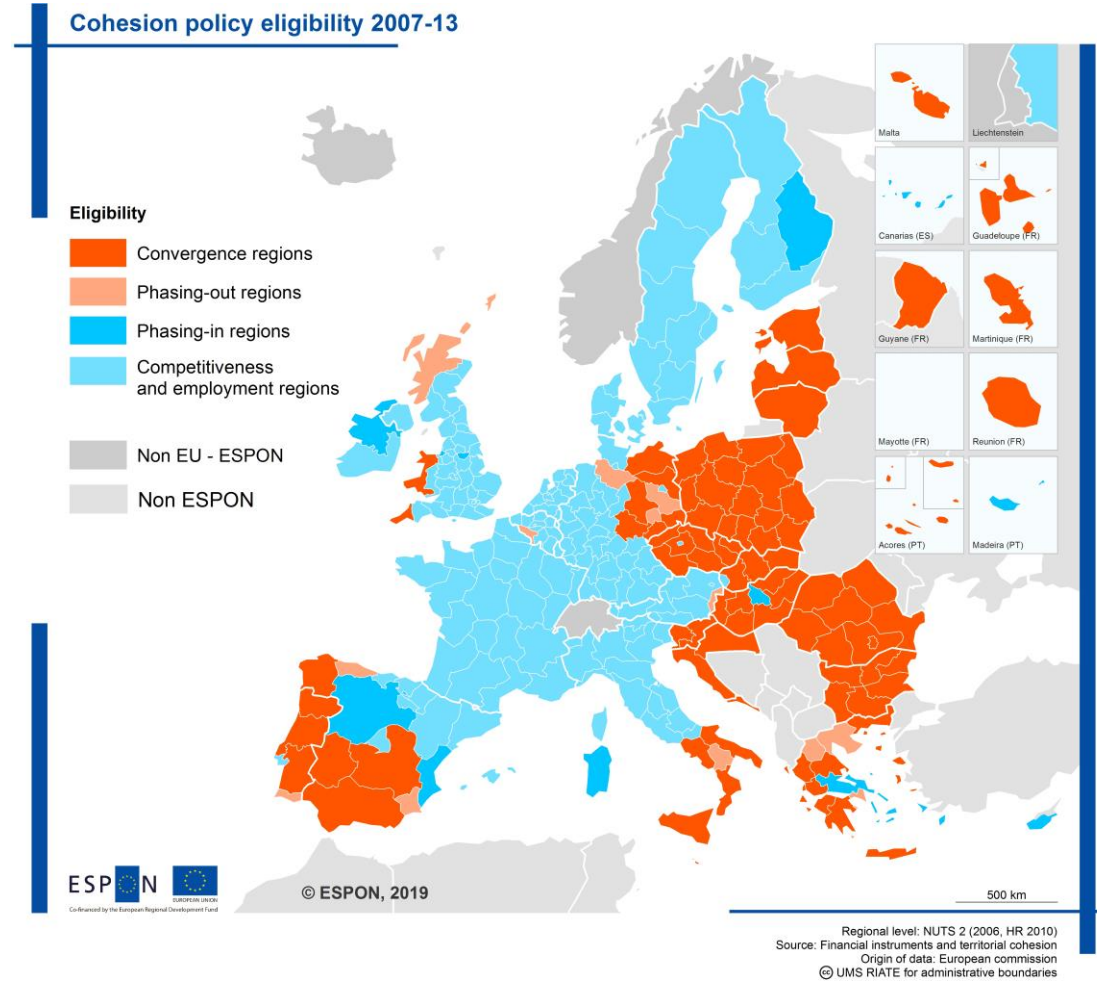 Cohesion policy eligibility 2007-13
Malta
Liechtenstein
Canarias (ES)
Guadeloupe (FR)
Guyane (FR)
Martinique (FR)
Mayotte (FR)
Reunion (FR)
Acores (PT)
Madeira (PT)
Eligibility
Convergence regions
Phasing-out regions
Phasing-in regions
Competitiveness
and employment regions
Non EU - ESPON
Non ESPON
ESPON
EUROPEAN UNION
Co-financed by the European Regional Development Fund
© ESPON, 2019
500 km
Regional level: NUTS 2 (2006, HR 2010)
Source: Financial instruments and territorial cohesion
Origin of data: European commission
㏄ UMS RIATE for administrative boundaries